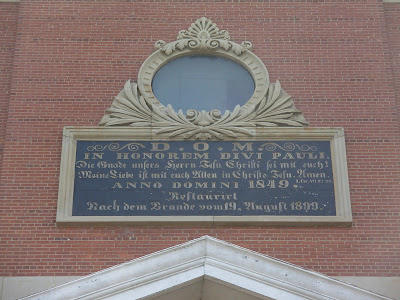 D.O.M.
IN HONOREM DIVI PAULI.
Die Gnade unsers Herrn Jesu Christi sei mit euch!
Meine Liebe ist mit euch Allen in Christo Jesu. Amen.
ANNO DOMINI 1849.
Restaurirt
Nach dem Brande vom 19. August 1899.